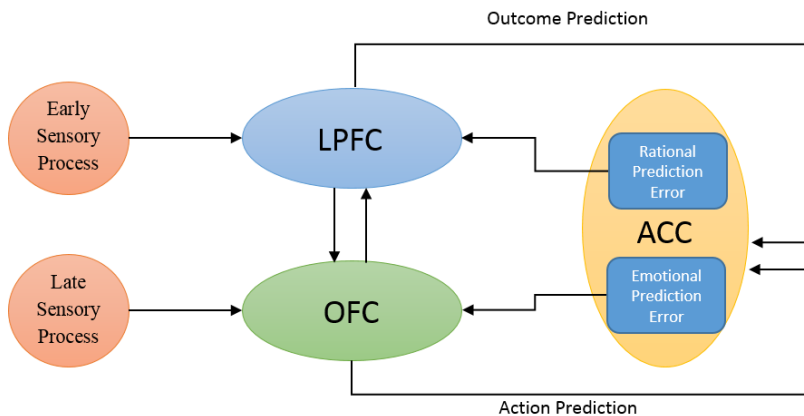 Outcome Prediction
Early
Sensory
Process
LPFC
Rational
Prediction
Error
ACC
Late
Sensory
Process
OFC
Emotional
Prediction
Error
Action Prediction